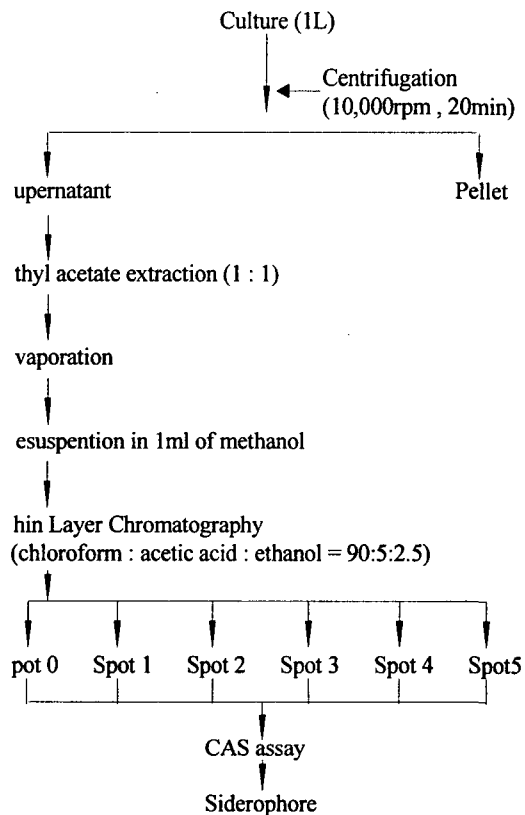 Culture (1L)
Centrifugation
(10,000rpm , 20min)
upernatant
Pellet
thyl acetate extraction (1 : 1)
vaporation
esuspention in 1ml of methanol
hin Layer Chromatography
(chloroform : acetic acid : ethanol = 90:5:2.5)
pot 0 Spot 1 Spot 2 Spot 3 Spot 4 Spot5
CAS assay
Siderophore